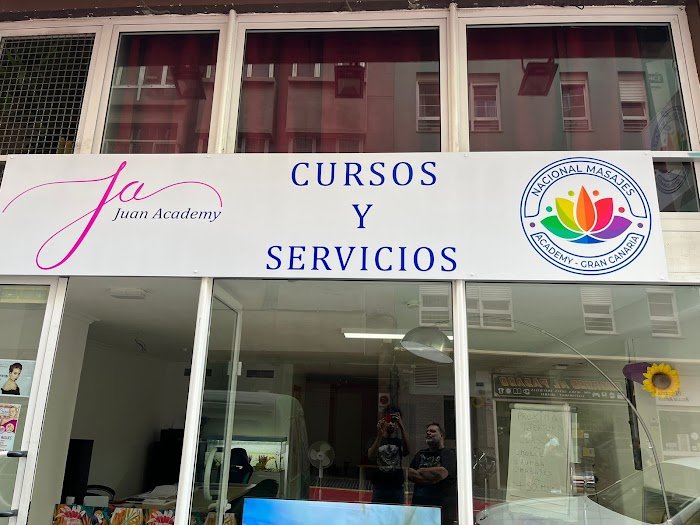 Ja
Juan Academy
CURSOS
Y
SERVICIOS
NACIONAL MASAJES
ACADEMY - GRAN CANARIA